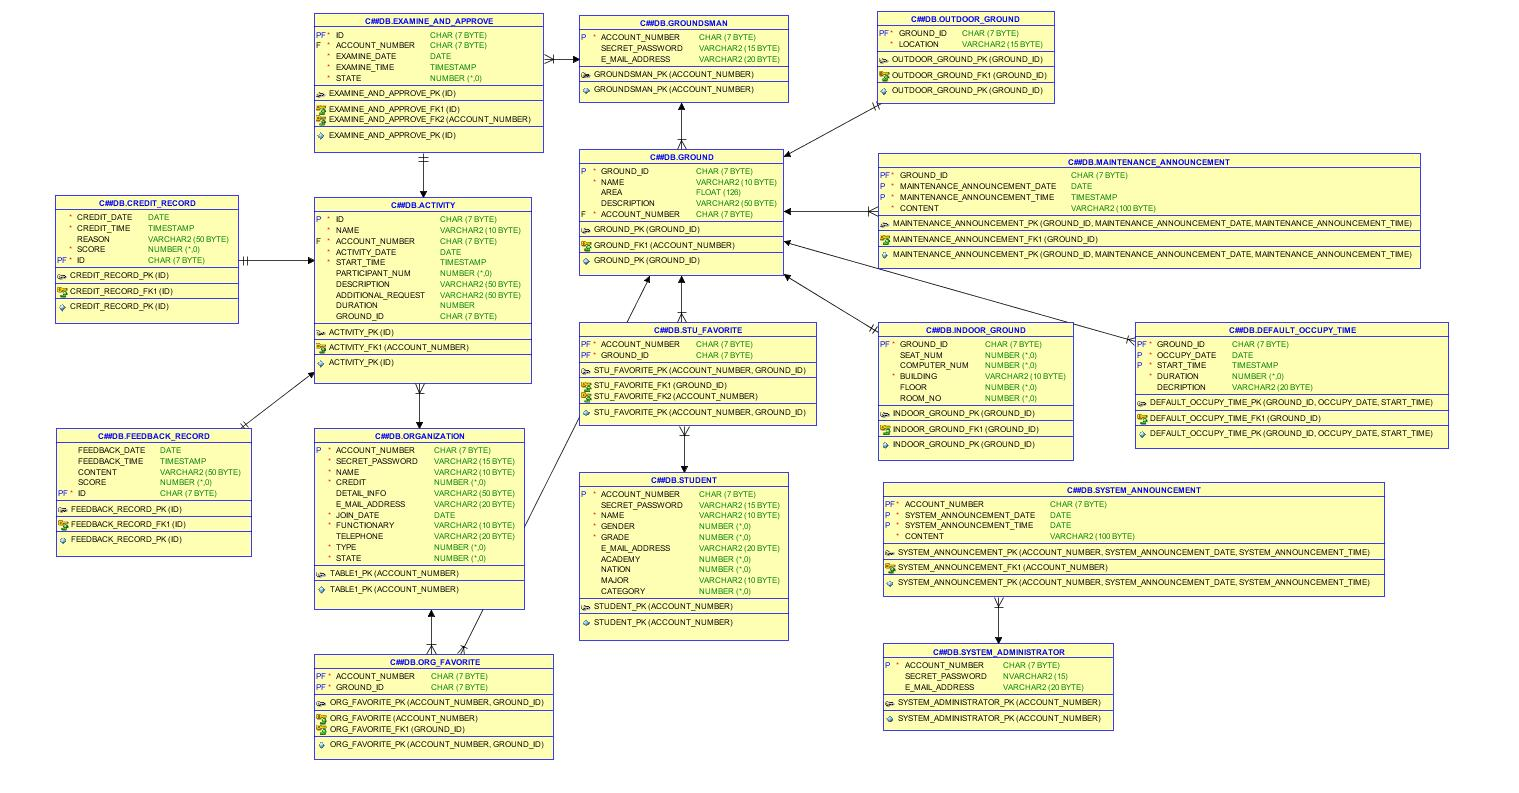 C##DB.EXAMINE_AND_APPROVE
PF * ID CHAR (7 BYTE)
F * ACCOUNT_NUMBER CHAR (7 BYTE)
* EXAMINE_DATE DATE
* EXAMINE_TIME TIMESTAMP
* STATE NUMBER (*,0)
EXAMINE_AND_APPROVE_PK (ID)
EXAMINE_AND_APPROVE_FK1 (ID)
EXAMINE_AND_APPROVE_FK2 (ACCOUNT_NUMBER)
EXAMINE_AND_APPROVE_PK (ID)
C##DB.GROUNDSMAN
P * ACCOUNT_NUMBER CHAR (7 BYTE)
SECRET_PASSWORD VARCHAR2 (15 BYTE)
E_MAIL_ADDRESS VARCHAR2 (20 BYTE)
GROUNDSMAN_PK (ACCOUNT_NUMBER)
GROUNDSMAN_PK (ACCOUNT_NUMBER)
C##DB.OUTDOOR_GROUND
PF * GROUND_ID CHAR (7 BYTE)
* LOCATION VARCHAR2 (15 BYTE)
OUTDOOR_GROUND_PK (GROUND_ID)
OUTDOOR_GROUND_FK1 (GROUND_ID)
OUTDOOR_GROUND_PK (GROUND_ID)
C##DB.GROUND
P * GROUND_ID CHAR (7 BYTE)
* NAME VARCHAR2 (10 BYTE)
AREA FLOAT (126)
DESCRIPTION VARCHAR2 (50 BYTE)
F * ACCOUNT_NUMBER CHAR (7 BYTE)
GROUND_PK (GROUND_ID)
GROUND_FK1 (ACCOUNT_NUMBER)
GROUND_PK (GROUND_ID)
C##DB.MAINTENANCE_ANNOUNCEMENT
PF * GROUND_ID CHAR (7 BYTE)
P * MAINTENANCE_ANNOUNCEMENT_DATE DATE
P * MAINTENANCE_ANNOUNCEMENT_TIME TIMESTAMP
* CONTENT VARCHAR2 (100 BYTE)
MAINTENANCE_ANNOUNCEMENT_PK (GROUND_ID, MAINTENANCE_ANNOUNCEMENT_DATE, MAINTENANCE_ANNOUNCEMENT_TIME)
MAINTENANCE_ANNOUNCEMENT_FK1 (GROUND_ID)
MAINTENANCE_ANNOUNCEMENT_PK (GROUND_ID, MAINTENANCE_ANNOUNCEMENT_DATE, MAINTENANCE_ANNOUNCEMENT_TIME)
C##DB.CREDIT_RECORD
* CREDIT_DATE DATE
* CREDIT_TIME TIMESTAMP
REASON VARCHAR2 (50 BYTE)
* SCORE NUMBER (*,0)
PF * ID CHAR (7 BYTE)
CREDIT_RECORD_PK (ID)
CREDIT_RECORD_FK1 (ID)
CREDIT_RECORD_PK (ID)
C##DB.ACTIVITY
P * ID CHAR (7 BYTE)
* NAME VARCHAR2 (10 BYTE)
F * ACCOUNT_NUMBER CHAR (7 BYTE)
* ACTIVITY_DATE DATE
* START_TIME TIMESTAMP
PARTICIPANT_NUM NUMBER (*,0)
DESCRIPTION VARCHAR2 (50 BYTE)
ADDITIONAL_REQUEST VARCHAR2 (50 BYTE)
DURATION NUMBER
GROUND_ID CHAR (7 BYTE)
ACTIVITY_PK (ID)
ACTIVITY_FK1 (ACCOUNT_NUMBER)
ACTIVITY_PK (ID)
C##DB.STU_FAVORITE
PF * ACCOUNT_NUMBER CHAR (7 BYTE)
PF * GROUND_ID CHAR (7 BYTE)
STU_FAVORITE_PK (ACCOUNT_NUMBER, GROUND_ID)
STU_FAVORITE_FK1 (GROUND_ID)
STU_FAVORITE_FK2 (ACCOUNT_NUMBER)
STU_FAVORITE_PK (ACCOUNT_NUMBER, GROUND_ID)
C##DB.INDOOR_GROUND
PF * GROUND_ID CHAR (7 BYTE)
SEAT_NUM NUMBER (*,0)
COMPUTER_NUM NUMBER (*,0)
* BUILDING VARCHAR2 (10 BYTE)
FLOOR NUMBER (*,0)
ROOM_NO NUMBER (*,0)
INDOOR_GROUND_PK (GROUND_ID)
INDOOR_GROUND_FK1 (GROUND_ID)
INDOOR_GROUND_PK (GROUND_ID)
C##DB.DEFAULT_OCCUPY_TIME
PF * GROUND_ID CHAR (7 BYTE)
P * OCCUPY_DATE DATE
P * START_TIME TIMESTAMP
* DURATION NUMBER (*,0)
DECRIPTION VARCHAR2 (20 BYTE)
DEFAULT_OCCUPY_TIME_PK (GROUND_ID, OCCUPY_DATE, START_TIME)
DEFAULT_OCCUPY_TIME_FK1 (GROUND_ID)
DEFAULT_OCCUPY_TIME_PK (GROUND_ID, OCCUPY_DATE, START_TIME)
C##DB.FEEDBACK_RECORD
FEEDBACK_DATE DATE
FEEDBACK_TIME TIMESTAMP
CONTENT VARCHAR2 (50 BYTE)
SCORE NUMBER (*,0)
PF * ID CHAR (7 BYTE)
FEEDBACK_RECORD_PK (ID)
FEEDBACK_RECORD_FK1 (ID)
FEEDBACK_RECORD_PK (ID)
C##DB.ORGANIZATION
P * ACCOUNT_NUMBER CHAR (7 BYTE)
* SECRET_PASSWORD VARCHAR2 (15 BYTE)
* NAME VARCHAR2 (10 BYTE)
* CREDIT NUMBER (*,0)
DETAIL_INFO VARCHAR2 (50 BYTE)
E_MAIL_ADDRESS VARCHAR2 (20 BYTE)
* JOIN_DATE DATE
* FUNCTIONARY VARCHAR2 (10 BYTE)
TELEPHONE VARCHAR2 (20 BYTE)
* TYPE NUMBER (*,0)
* STATE NUMBER (*,0)
TABLE1_PK (ACCOUNT_NUMBER)
TABLE1_PK (ACCOUNT_NUMBER)
C##DB.STUDENT
P * ACCOUNT_NUMBER CHAR (7 BYTE)
SECRET_PASSWORD VARCHAR2 (15 BYTE)
* NAME VARCHAR2 (10 BYTE)
* GENDER NUMBER (*,0)
* GRADE NUMBER (*,0)
E_MAIL_ADDRESS VARCHAR2 (20 BYTE)
ACADEMY NUMBER (*,0)
NATION NUMBER (*,0)
MAJOR VARCHAR2 (10 BYTE)
CATEGORY NUMBER (*,0)
STUDENT_PK (ACCOUNT_NUMBER)
STUDENT_PK (ACCOUNT_NUMBER)
C##DB.SYSTEM_ANNOUNCEMENT
PF * ACCOUNT_NUMBER CHAR (7 BYTE)
P * SYSTEM_ANNOUNCEMENT_DATE DATE
P * SYSTEM_ANNOUNCEMENT_TIME DATE
* CONTENT VARCHAR2 (100 BYTE)
SYSTEM_ANNOUNCEMENT_PK (ACCOUNT_NUMBER, SYSTEM_ANNOUNCEMENT_DATE, SYSTEM_ANNOUNCEMENT_TIME)
SYSTEM_ANNOUNCEMENT_FK1 (ACCOUNT_NUMBER)
SYSTEM_ANNOUNCEMENT_PK (ACCOUNT_NUMBER, SYSTEM_ANNOUNCEMENT_DATE, SYSTEM_ANNOUNCEMENT_TIME)
C##DB.ORG_FAVORITE
PF * ACCOUNT_NUMBER CHAR (7 BYTE)
PF * GROUND_ID CHAR (7 BYTE)
ORG_FAVORITE_PK (ACCOUNT_NUMBER, GROUND_ID)
ORG_FAVORITE (ACCOUNT_NUMBER)
ORG_FAVORITE_FK1 (GROUND_ID)
ORG_FAVORITE_PK (ACCOUNT_NUMBER, GROUND_ID)
C##DB.SYSTEM_ADMINISTRATOR
P * ACCOUNT_NUMBER CHAR (7 BYTE)
SECRET_PASSWORD NVARCHAR2 (15)
E_MAIL_ADDRESS VARCHAR2 (20 BYTE)
SYSTEM_ADMINISTRATOR_PK (ACCOUNT_NUMBER)
SYSTEM_ADMINISTRATOR_PK (ACCOUNT_NUMBER)